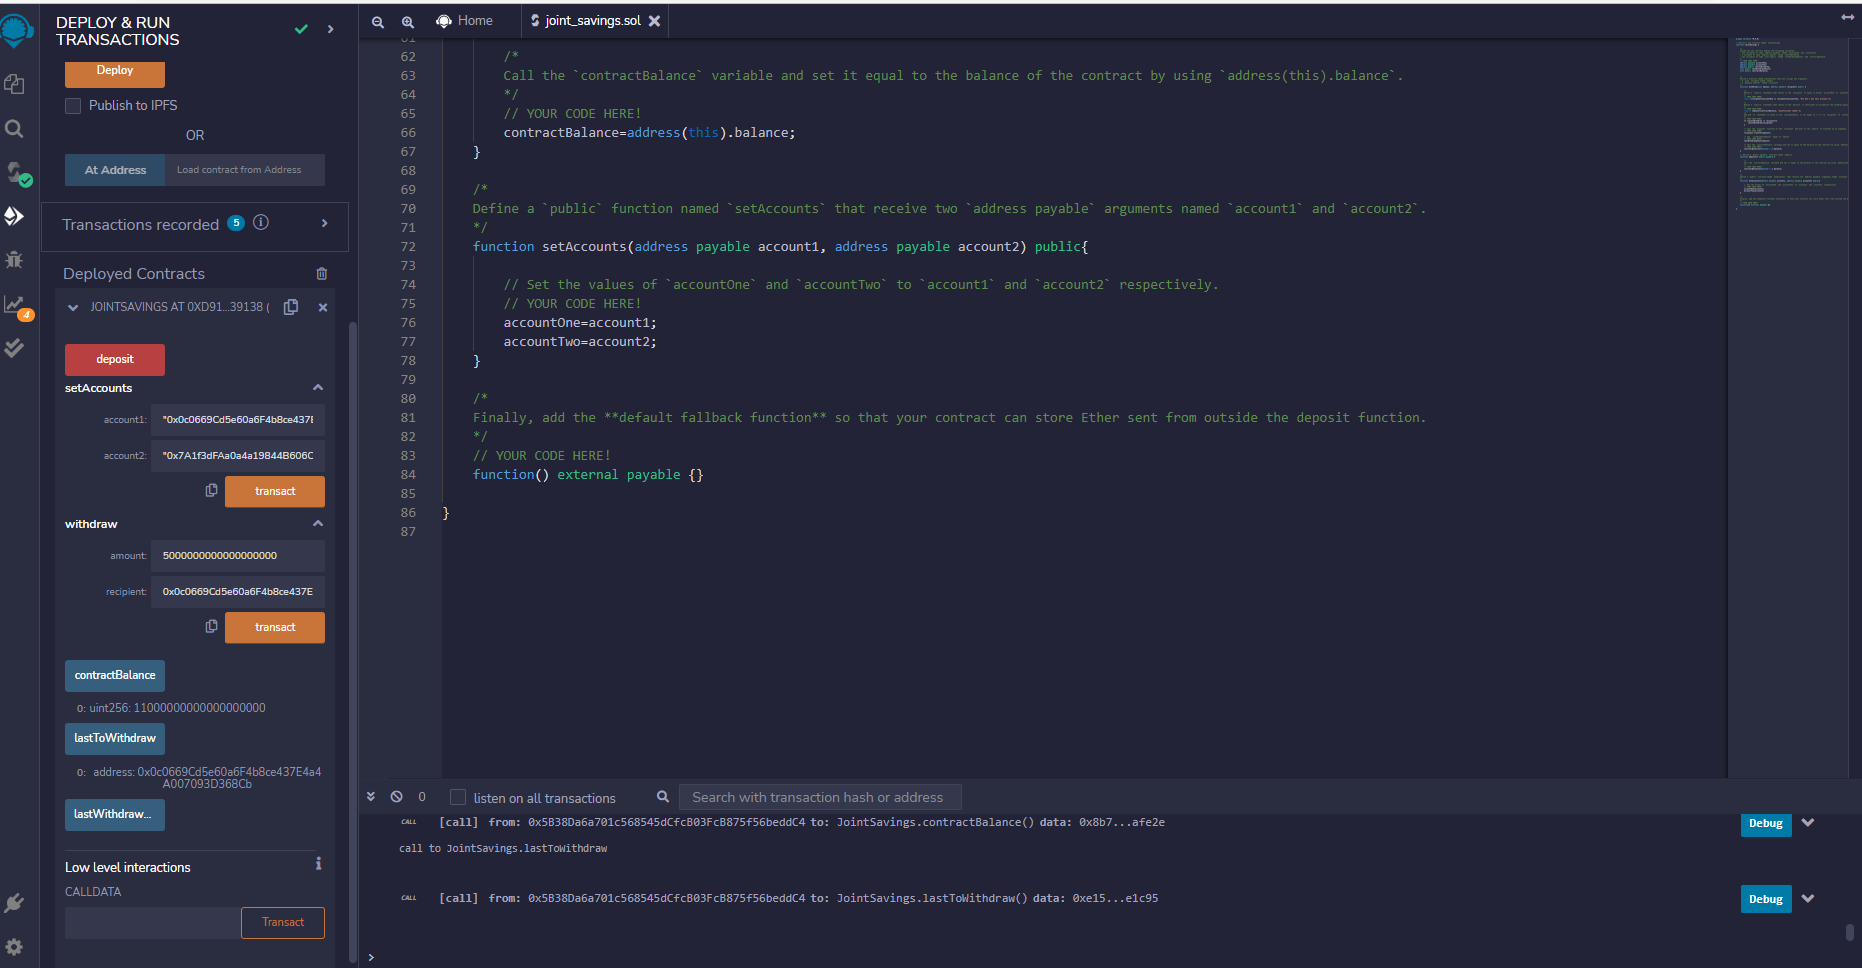 DEPLOY & RUN
TRANSACTIONS
Deploy
Publish to IPFS
OR
At Address
Load contract from Address
Transactions recorded 5
Deployed Contracts
JOINTSAVINGS AT 0XD91...39138 (
deposit
setAccounts
account1: "0x0c0669Cd5e60a6F4b8ce437E
account2: "0x7A1f3dFAa0a4a19844B606C
transact
withdraw
amount: 5000000000000000000
recipient: 0x0c0669Cd5e60a6F4b8ce437E
transact
contractBalance
0: uint256: 11000000000000000000
lastToWithdraw
0: address: 0x0c0669Cd5e60a6F4b8ce437E4a4
A007093D368Cb
lastWithdraw...
Low level interactions
CALLDATA
Transact
4
Home
joint_savings.sol
61
62 /*
63 Call the `contractBalance` variable and set it equal to the balance of the contract by using `address(this).balance`.
64 */
65 // YOUR CODE HERE!
66 contractBalance=address(this).balance;
67 }
68
69 /*
70 Define a `public` function named `setAccounts` that receive two `address payable` arguments named `account1` and `account2`.
71 */
72 function setAccounts(address payable account1, address payable account2) public{
73
74 // Set the values of `accountOne` and `accountTwo` to `account1` and `account2` respectively.
75 // YOUR CODE HERE!
76 accountOne=account1;
77 accountTwo=account2;
78 }
79
80 /*
81 Finally, add the **default fallback function** so that your contract can store Ether sent from outside the deposit function.
82 */
83 // YOUR CODE HERE!
84 function() external payable {}
85
86 }
87
0
listen on all transactions
Search with transaction hash or address
CALL [call] from: 0x5B38Da6a701c568545dCfcB03FcB875f56beddC4 to: JointSavings.contractBalance() data: 0x8b7...afe2e
Debug
call to JointSavings.lastToWithdraw
CALL [call] from: 0x5B38Da6a701c568545dCfcB03FcB875f56beddC4 to: JointSavings.lastToWithdraw() data: 0xe15...e1c95
Debug
>